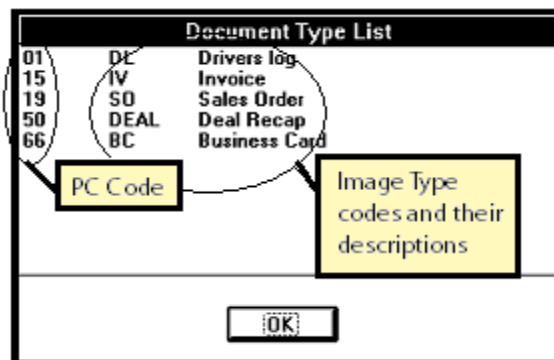 Document Type List
01 DL Drivers log
15 IV Invoice
19 SO Sales Order
50 DEAL Deal Recap
66 BC Business Card
PC Code
Image Type
codes and their
descriptions
OK